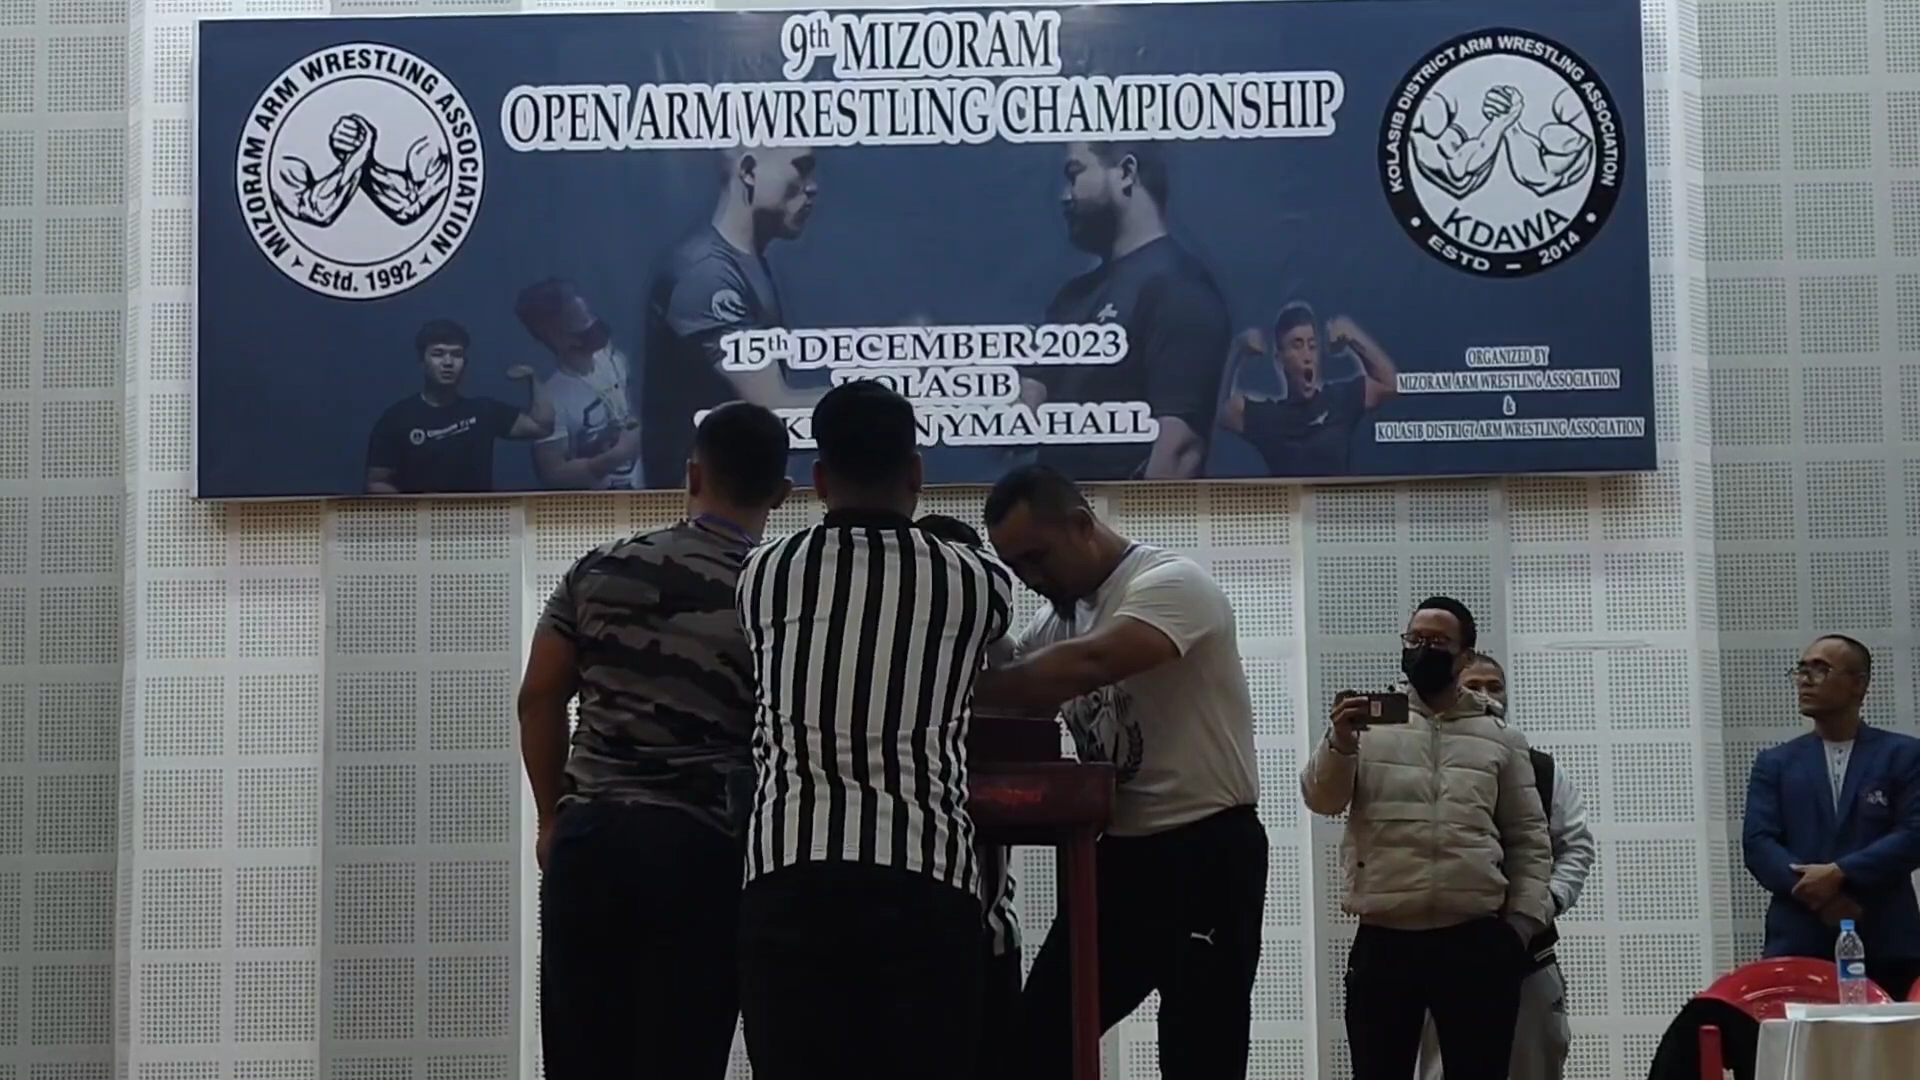 9th MIZORAM
OPEN ARM WRESTLING CHAMPIONSHIP
MIZORAM ARM WRESTLING ASSOCIATION
Estd. 1992
KOLASIB DISTRICT ARM WRESTLING ASSOCIATION
KDAWA
ESTD - 2014
15th DECEMBER 2023
KOLASIB
YMA HALL
ORGANIZED BY
MIZORAM ARM WRESTLING ASSOCIATION
&
KOLASIB DISTRICT ARM WRESTLING ASSOCIATION